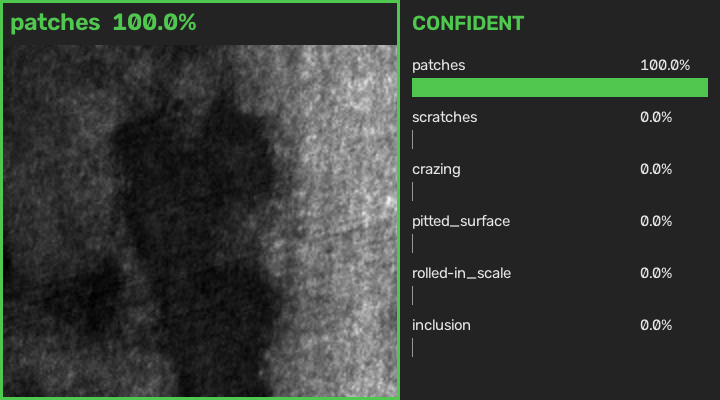 patches 100.0%
CONFIDENT
patches 100.0%
scratches 0.0%
crazing 0.0%
pitted_surface 0.0%
rolled-in_scale 0.0%
inclusion 0.0%